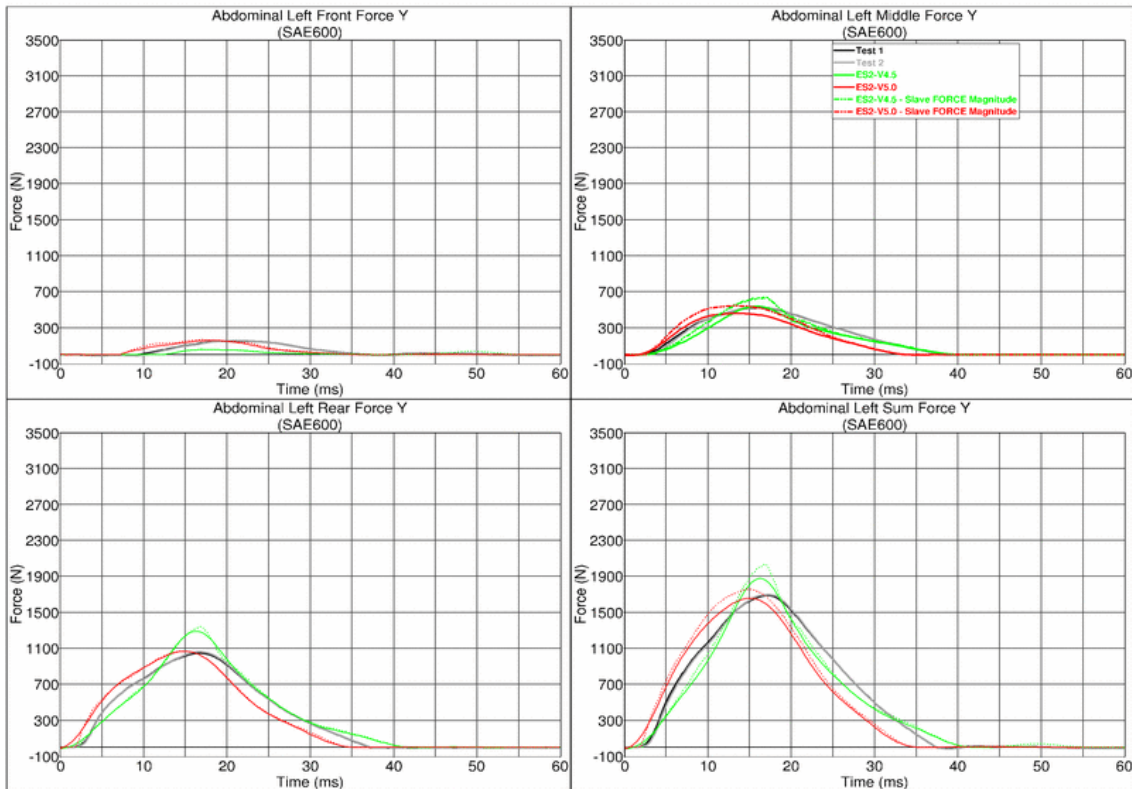 Abdominal Left Front Force Y
(SAE600)
3500
3100
2700
2300
1900
1500
1100
700
300
-100
Force (N)
0 10 20 30 40 50 60
Time (ms)
Abdominal Left Middle Force Y
(SAE600)
Test 1
Test 2
ES2-V4.5
ES2-V5.0
ES2-V4.5 - Slave FORCE Magnitude
ES2-V5.0 - Slave FORCE Magnitude
3500
3100
2700
2300
1900
1500
1100
700
300
-100
Force (N)
0 10 20 30 40 50 60
Time (ms)
Abdominal Left Rear Force Y
(SAE600)
3500
3100
2700
2300
1900
1500
1100
700
300
-100
Force (N)
0 10 20 30 40 50 60
Time (ms)
Abdominal Left Sum Force Y
(SAE600)
3500
3100
2700
2300
1900
1500
1100
700
300
-100
Force (N)
0 10 20 30 40 50 60
Time (ms)